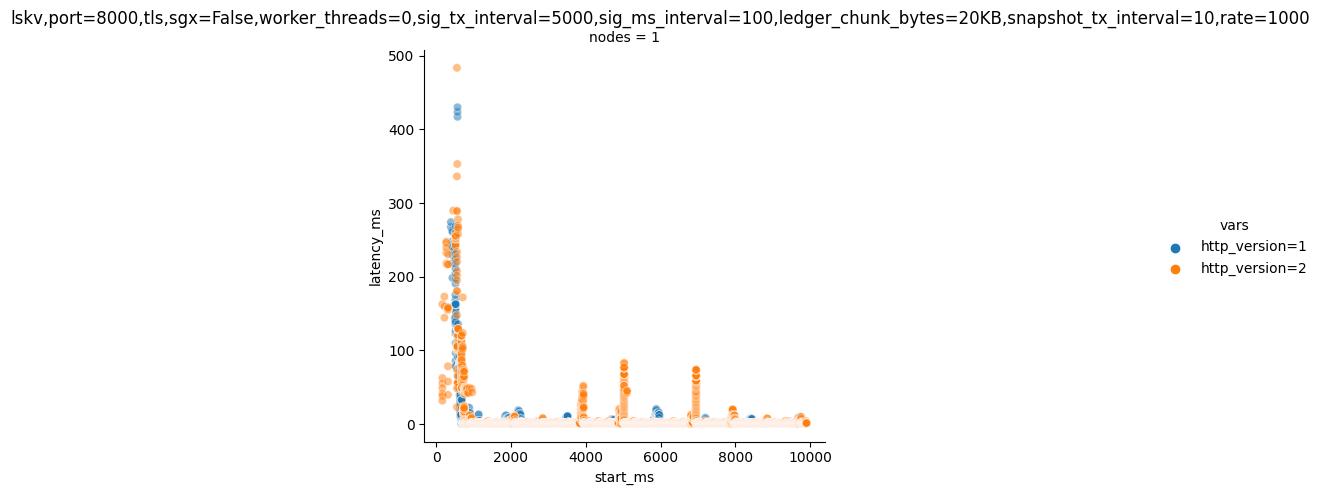 lskv,port=8000,tls,sgx=False,worker_threads=0,sig_tx_interval=5000,sig_ms_interval=100,ledger_chunk_bytes=20KB,snapshot_tx_interval=10,rate=1000
nodes = 1
500
400
300
200
100
0
latency_ms
0 2000 4000 6000 8000 10000
start_ms
vars
http_version=1
http_version=2